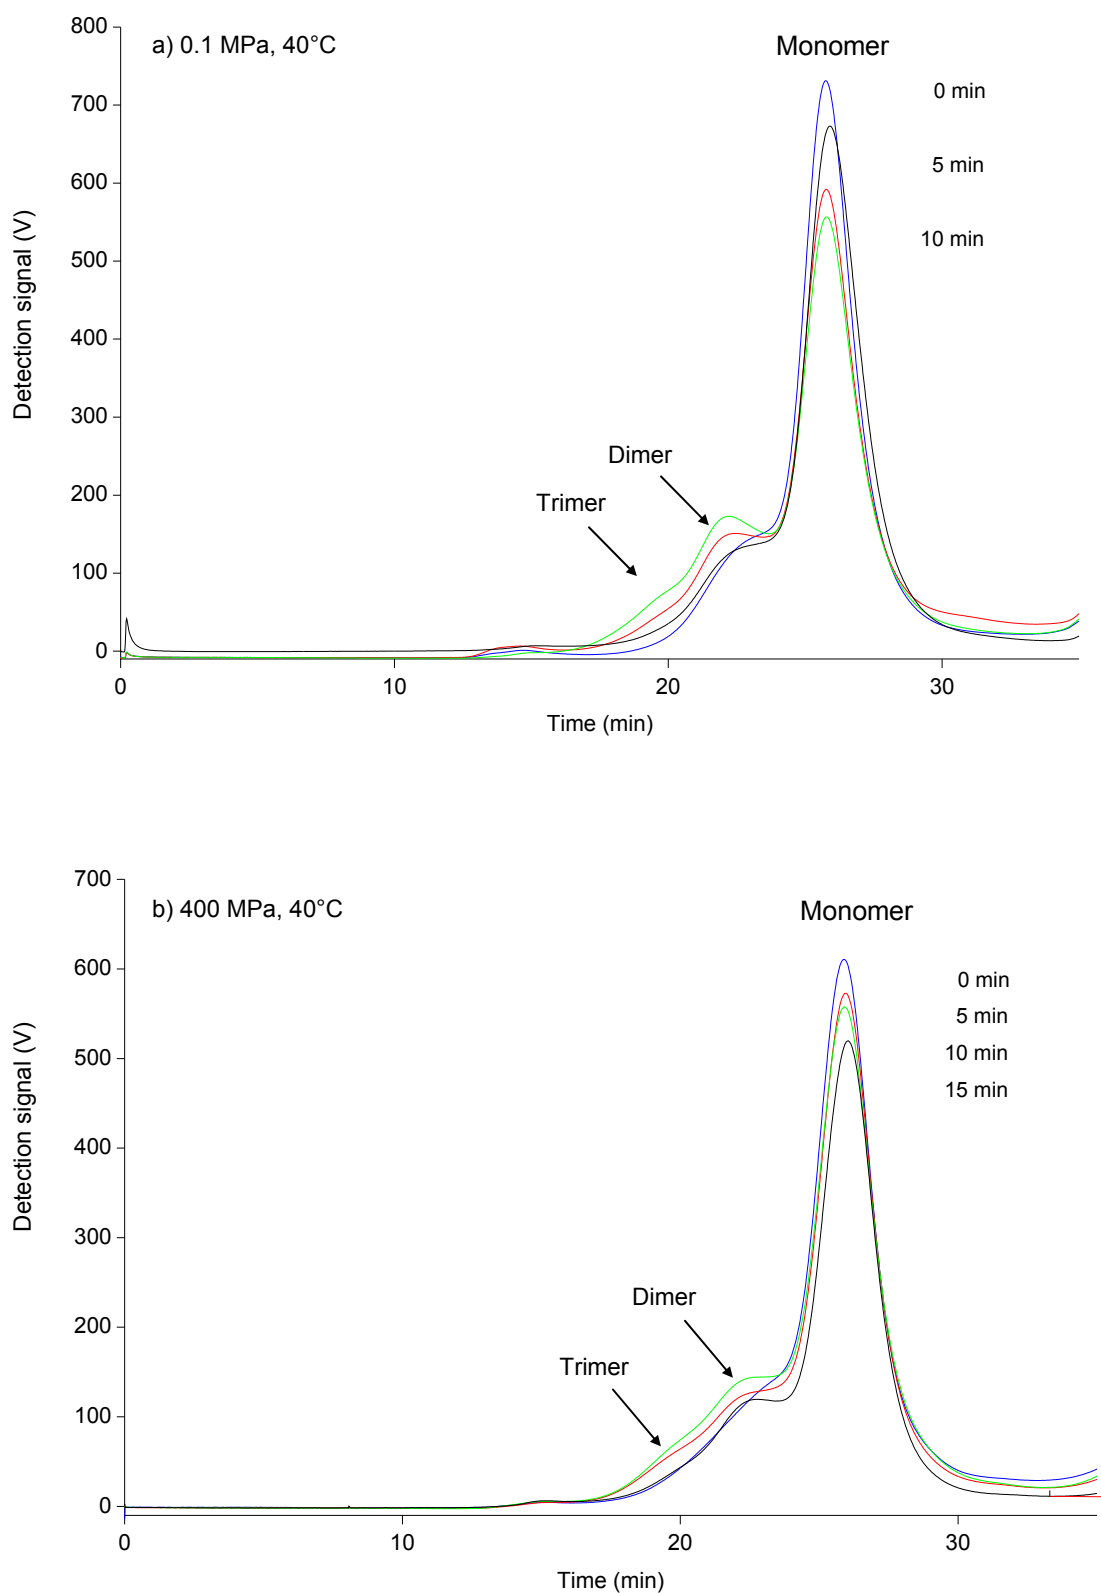 800
a) 0.1 MPa, 40°C
Monomer
0 min
700
5 min
600
10 min
500
Detection signal (V)
400
300
Dimer
200
Trimer
100
0
0
10
20
30
Time (min)
700
b) 400 MPa, 40°C
Monomer
600
0 min
5 min
500
10 min
15 min
400
Detection signal (V)
300
Dimer
200
Trimer
100
0
0
10
20
30
Time (min)